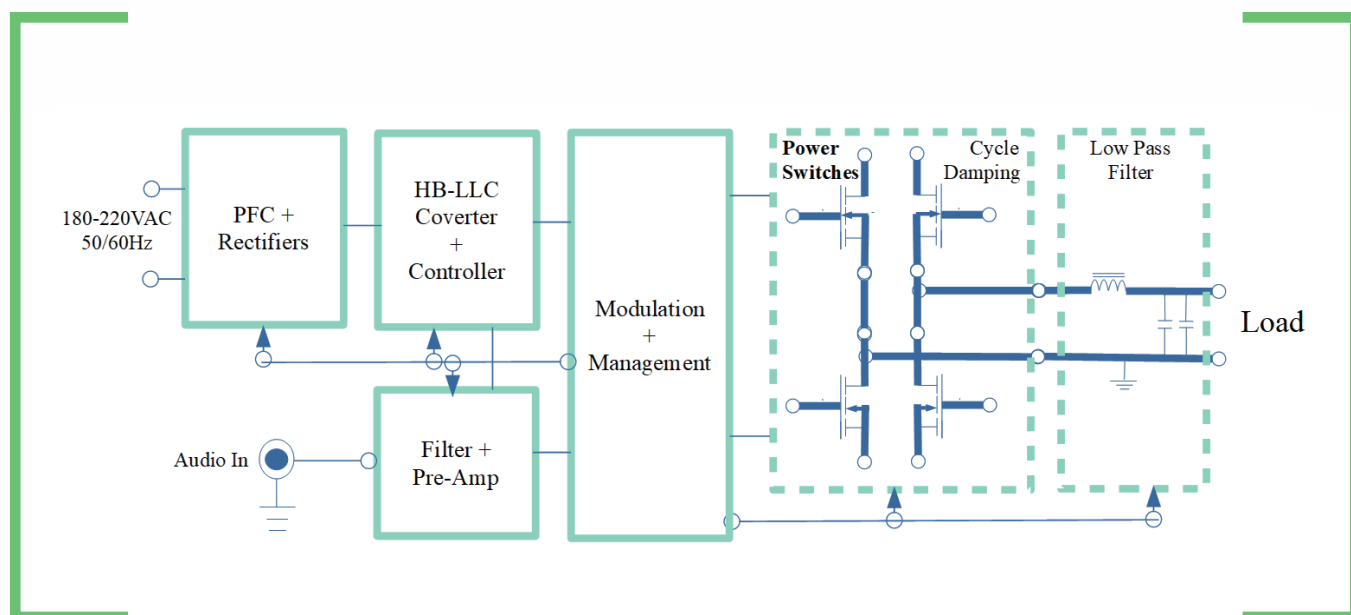 180-220VAC
50/60Hz
PFC +
Rectifiers
HB-LLC
Coverter
+
Controller
Modulation
+
Management
Power
Switches
Cycle
Damping
Low Pass
Filter
Load
Audio In
Filter +
Pre-Amp